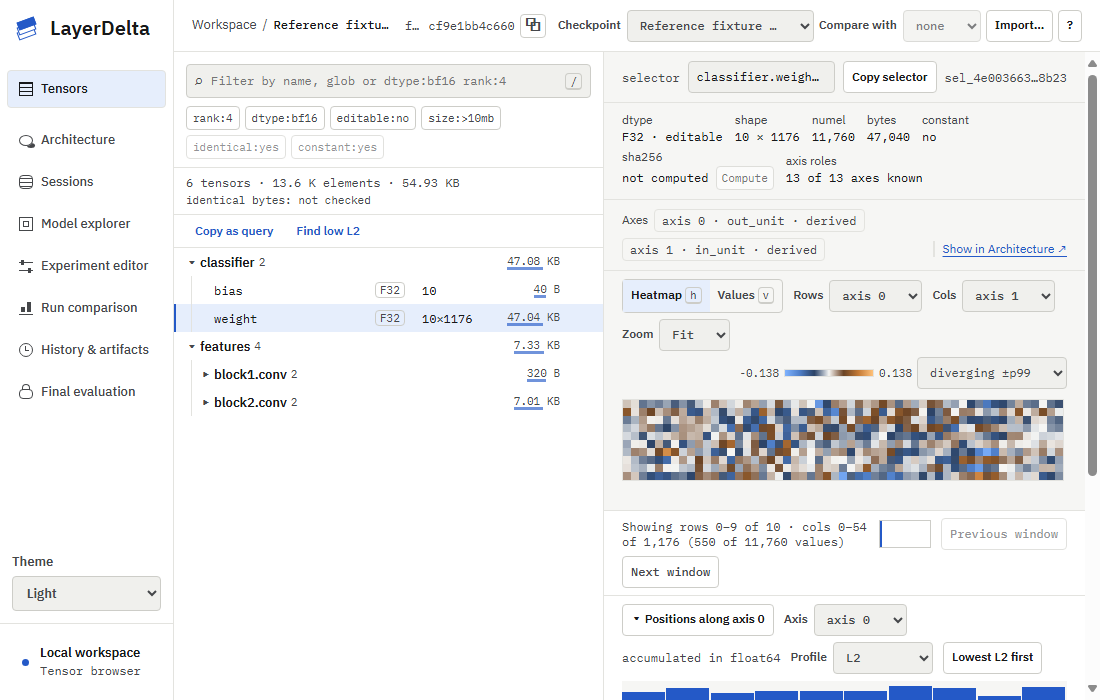 LayerDelta
Workspace / Reference fixtu… f… cf9e1bb4c660 Checkpoint Reference fixture … Compare with none Import… ?
Tensors
Architecture
Sessions
Model explorer
Experiment editor
Run comparison
History & artifacts
Final evaluation
Theme
Light
Local workspace
Tensor browser
Filter by name, glob or dtype:bf16 rank:4 /
rank:4 dtype:bf16 editable:no size:>10mb
identical:yes constant:yes
6 tensors · 13.6 K elements · 54.93 KB
identical bytes: not checked
Copy as query Find low L2
classifier 2 47.08 KB
bias F32 10 40 B
weight F32 10×1176 47.04 KB
features 4 7.33 KB
block1.conv 2 320 B
block2.conv 2 7.01 KB
selector classifier.weigh… Copy selector sel_4e003663…8b23
dtype shape numel bytes constant
F32 · editable 10 × 1176 11,760 47,040 no
sha256 axis roles
not computed Compute 13 of 13 axes known
Axes axis 0 · out_unit · derived
axis 1 · in_unit · derived Show in Architecture ↗
Heatmap h Values v Rows axis 0 Cols axis 1
Zoom Fit
-0.138 0.138 diverging ±p99
Showing rows 0–9 of 10 · cols 0–54
of 1,176 (550 of 11,760 values)
Previous window
Next window
Positions along axis 0 Axis axis 0
accumulated in float64 Profile L2 Lowest L2 first